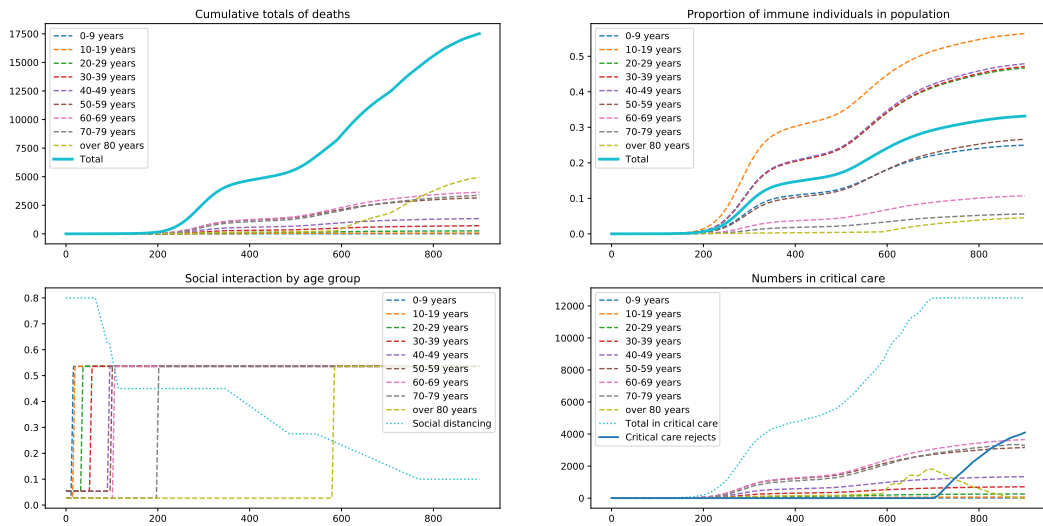 Cumulative totals of deaths
17500
15000
12500
10000
7500
5000
2500
0
0-9 years
10-19 years
20-29 years
30-39 years
40-49 years
50-59 years
60-69 years
70-79 years
over 80 years
Total
0 200 400 600 800
Proportion of immune individuals in population
0.5
0.4
0.3
0.2
0.1
0.0
0-9 years
10-19 years
20-29 years
30-39 years
40-49 years
50-59 years
60-69 years
70-79 years
over 80 years
Total
0 200 400 600 800
Social interaction by age group
0.8
0.7
0.6
0.5
0.4
0.3
0.2
0.1
0.0
0-9 years
10-19 years
20-29 years
30-39 years
40-49 years
50-59 years
60-69 years
70-79 years
over 80 years
Social distancing
0 200 400 600 800
Numbers in critical care
12000
10000
8000
6000
4000
2000
0
0-9 years
10-19 years
20-29 years
30-39 years
40-49 years
50-59 years
60-69 years
70-79 years
over 80 years
Total in critical care
Critical care rejects
0 200 400 600 800